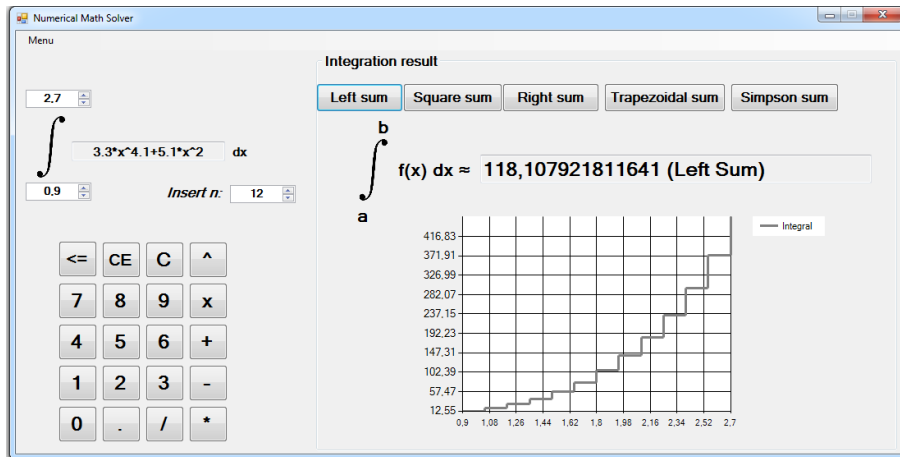 Numerical Math Solver
Menu
2,7
3.3*x^4.1+5.1*x^2 dx
0,9
Insert n: 12
<= CE C ^
7 8 9 x
4 5 6 +
1 2 3 -
0 . / *
Integration result
Left sum Square sum Right sum Trapezoidal sum Simpson sum
b
f(x) dx ≈ 118,107921811641 (Left Sum)
a
Integral
416,83
371,91
326,99
282,07
237,15
192,23
147,31
102,39
57,47
12,55
0,9 1,08 1,26 1,44 1,62 1,8 1,98 2,16 2,34 2,52 2,7